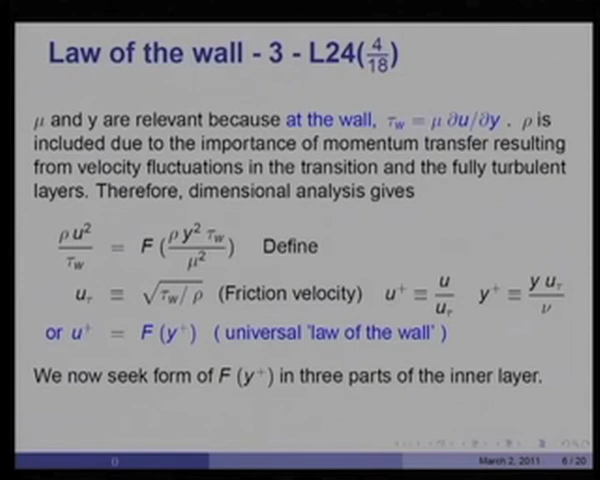 Law of the wall - 3 - L24(4/18)
μ and y are relevant because at the wall, τw = μ ∂u/∂y . ρ is
included due to the importance of momentum transfer resulting
from velocity fluctuations in the transition and the fully turbulent
layers. Therefore, dimensional analysis gives
ρ u² / τw = F (ρ y² τw / μ²) Define
uτ ≡ √(τw/ρ) (Friction velocity) u⁺ ≡ u / uτ y⁺ ≡ y uτ / ν
or u⁺ = F (y⁺) ( universal 'law of the wall' )
We now seek form of F (y⁺) in three parts of the inner layer.
() March 2, 2011 6 / 20